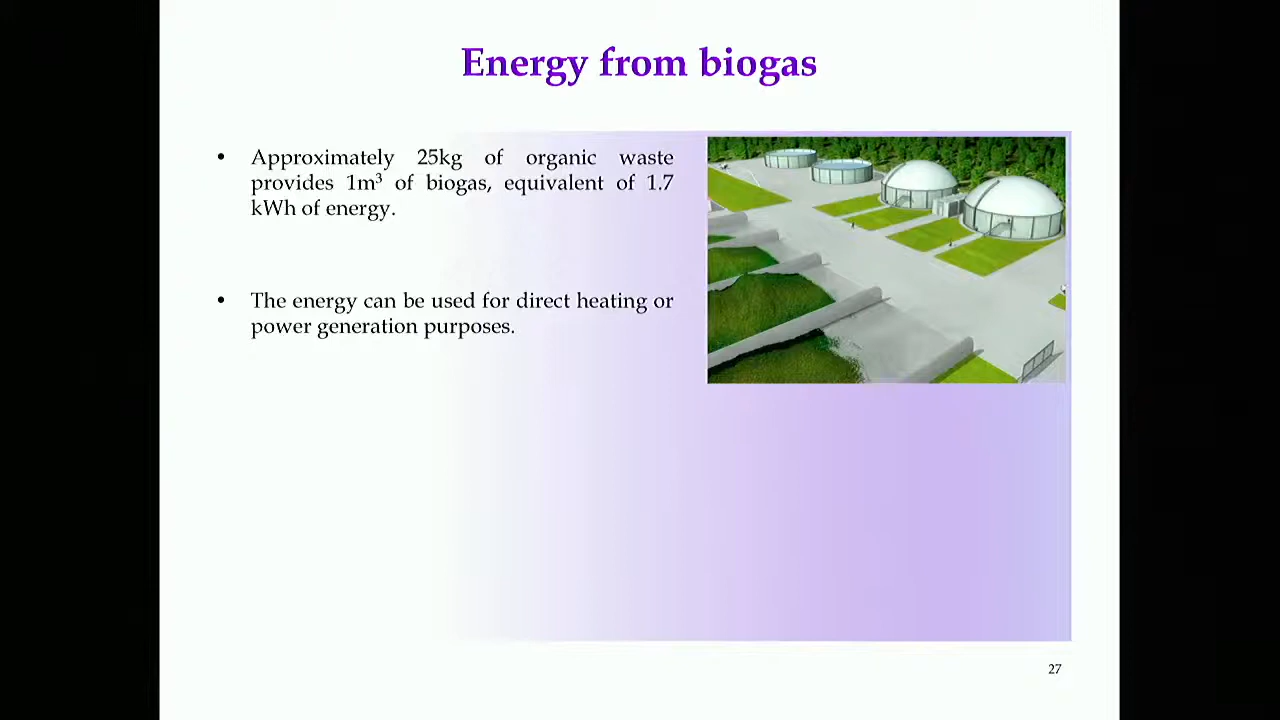 Energy from biogas
• Approximately 25kg of organic waste
provides 1m³ of biogas, equivalent of 1.7
kWh of energy.
• The energy can be used for direct heating or
power generation purposes.
27